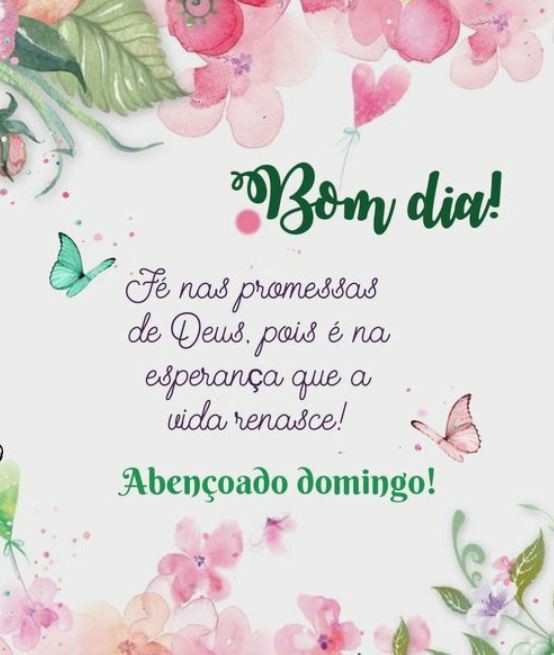 Bom dia!
Fé nas promessas
de Deus, pois é na
esperança que a
vida renasce!
Abençoado domingo!